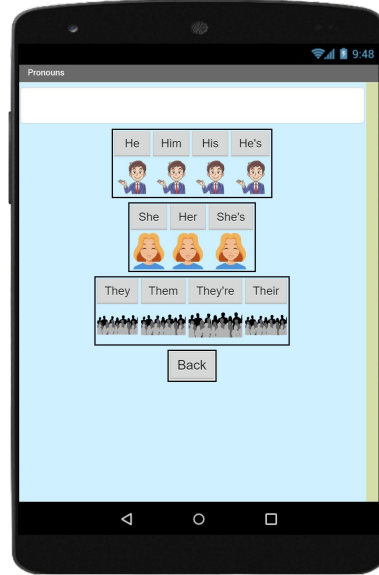 9:48
Pronouns
He Him His He's
She Her She's
They Them They're Their
Back